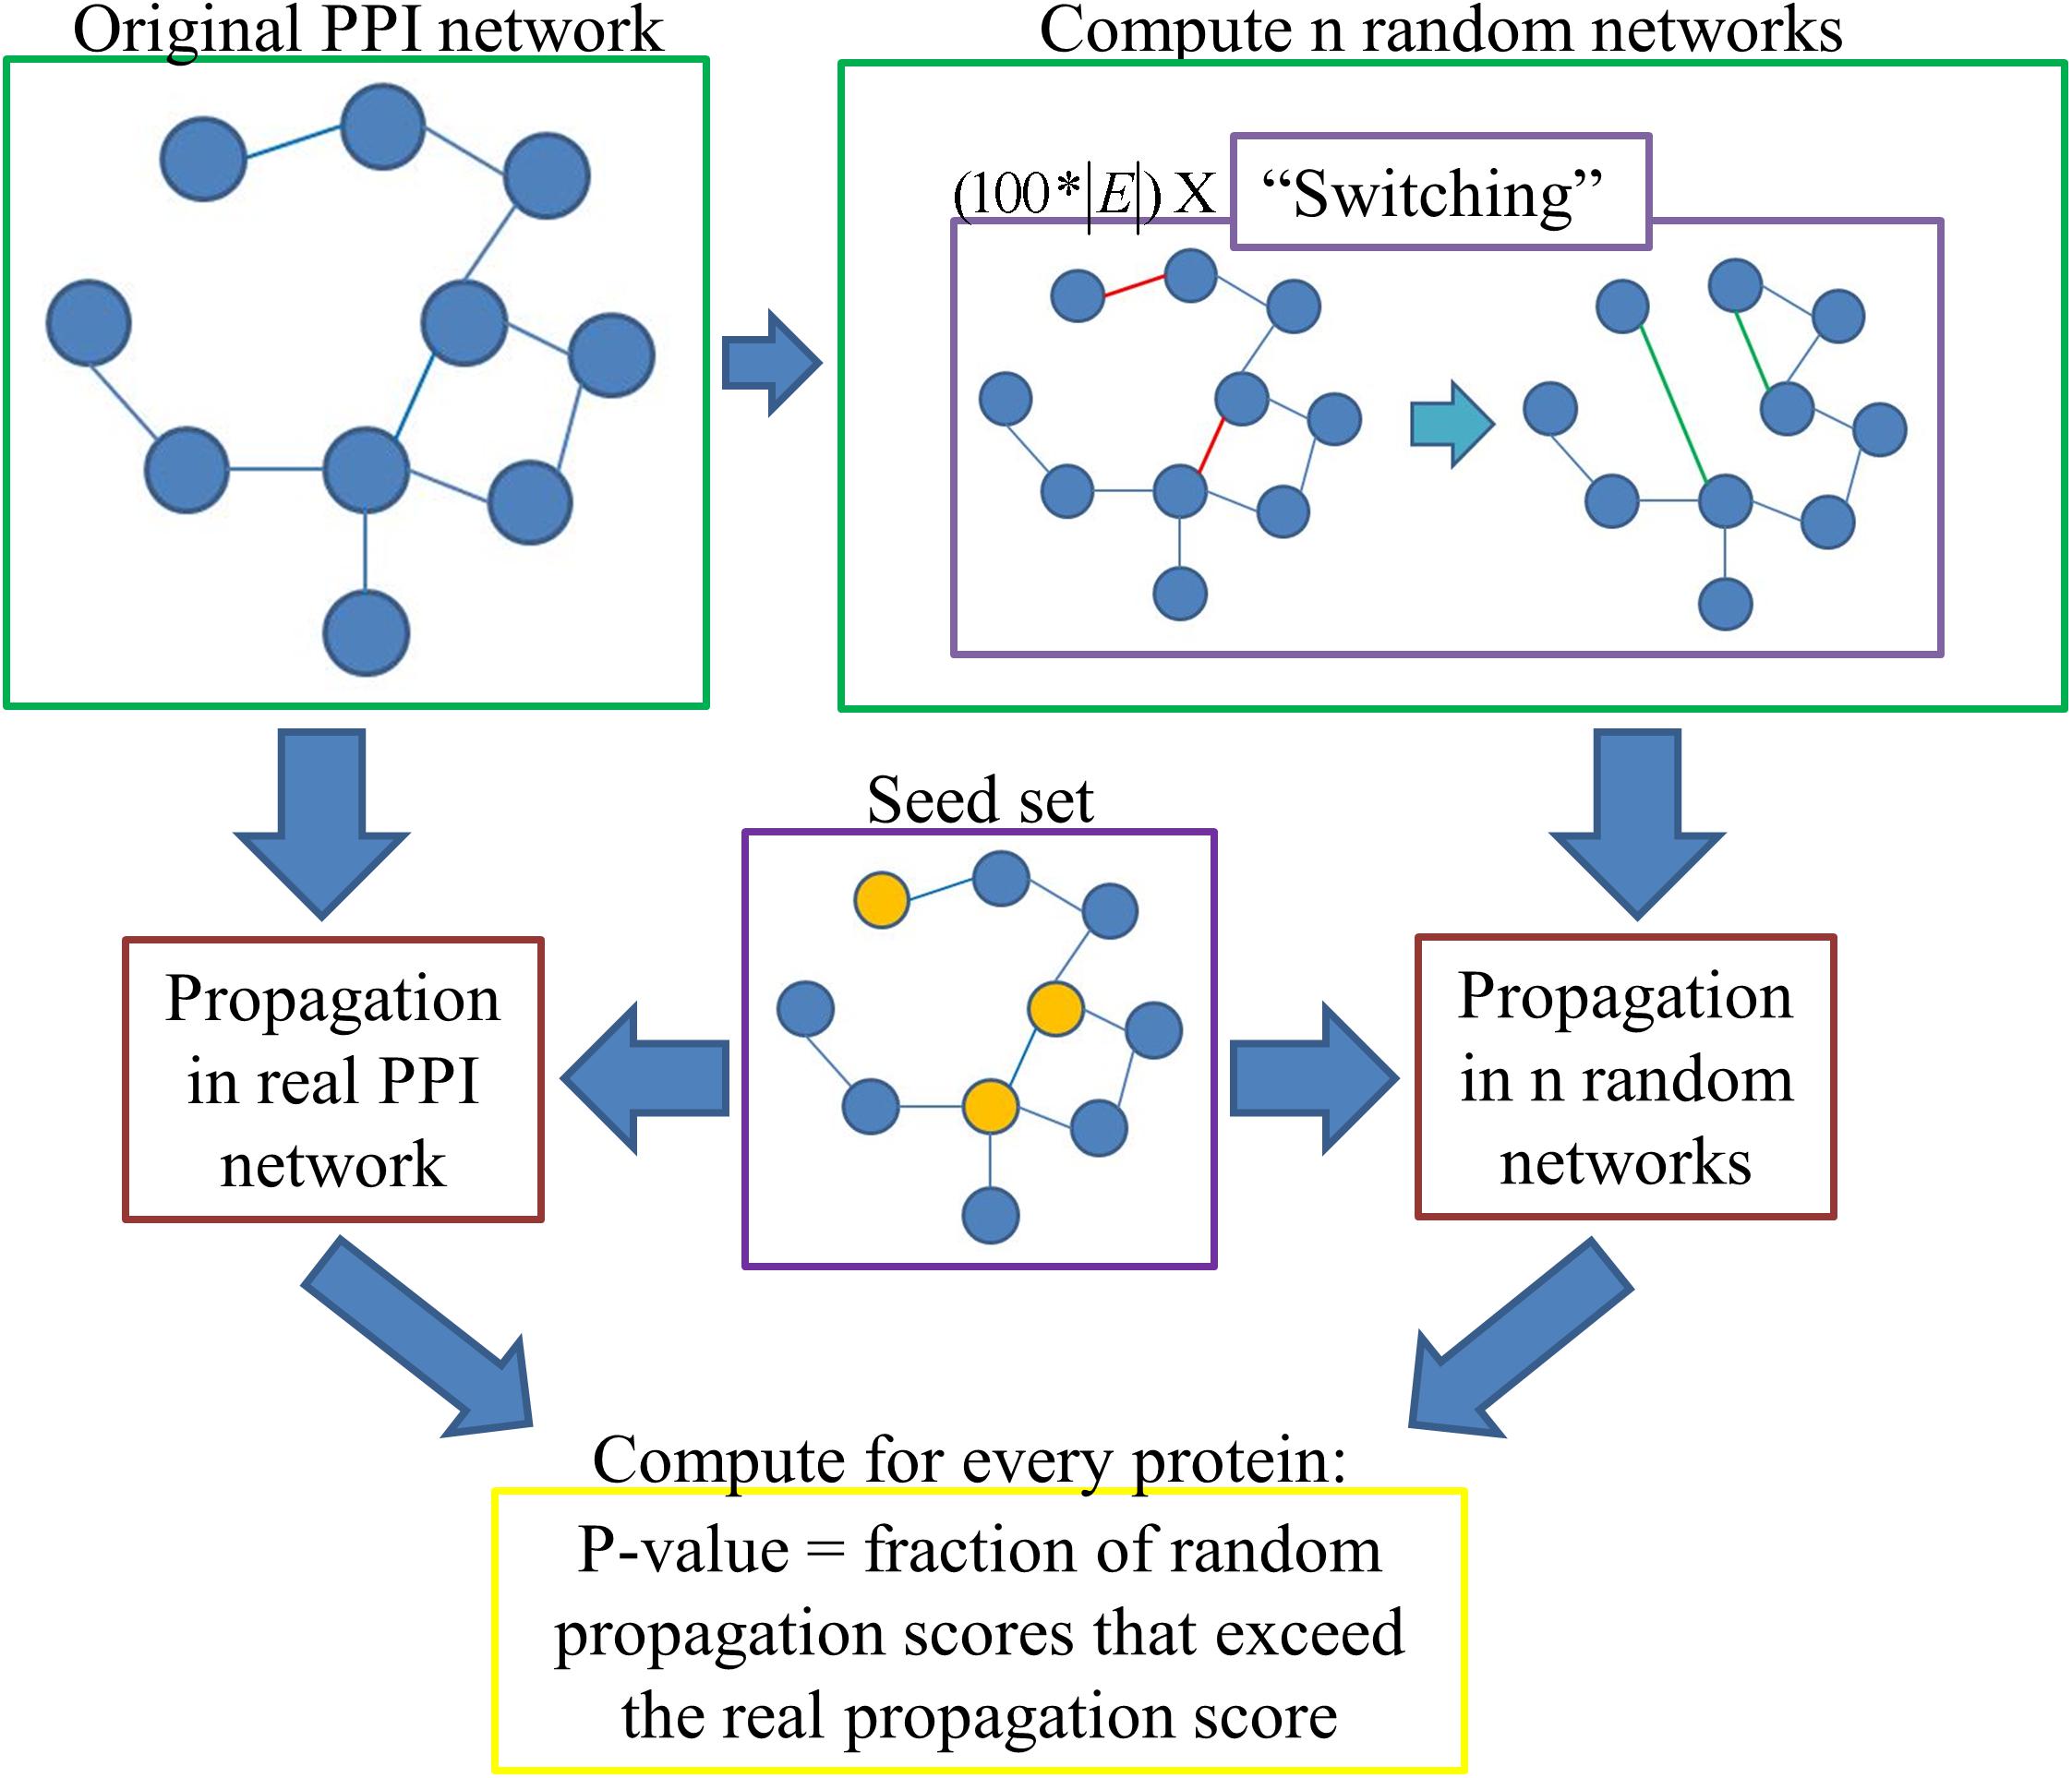 Original PPI network
Compute n random networks
(100*|E|) X
“Switching”
Seed set
Propagation
in real PPI
network
Propagation
in n random
networks
Compute for every protein:
P-value = fraction of random
propagation scores that exceed
the real propagation score